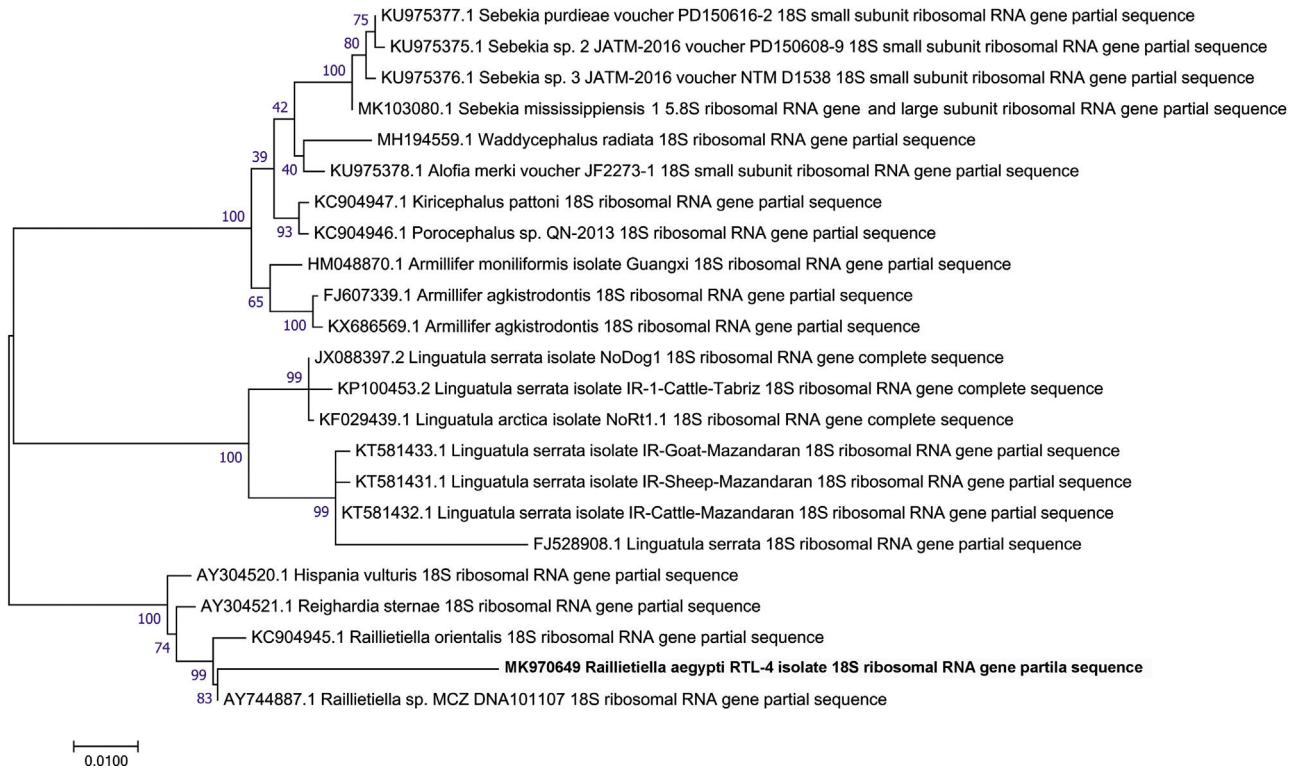 75
KU975377.1 Sebekia purdieae voucher PD150616-2 18S small subunit ribosomal RNA gene partial sequence
80
KU975375.1 Sebekia sp. 2 JATM-2016 voucher PD150608-9 18S small subunit ribosomal RNA gene partial sequence
100
KU975376.1 Sebekia sp. 3 JATM-2016 voucher NTM D1538 18S small subunit ribosomal RNA gene partial sequence
42
MK103080.1 Sebekia mississippiensis 1 5.8S ribosomal RNA gene and large subunit ribosomal RNA gene partial sequence
MH194559.1 Waddycephalus radiata 18S ribosomal RNA gene partial sequence
39
40
KU975378.1 Alofia merki voucher JF2273-1 18S small subunit ribosomal RNA gene partial sequence
KC904947.1 Kiricephalus pattoni 18S ribosomal RNA gene partial sequence
100
93
KC904946.1 Porocephalus sp. QN-2013 18S ribosomal RNA gene partial sequence
HM048870.1 Armillifer moniliformis isolate Guangxi 18S ribosomal RNA gene partial sequence
65
FJ607339.1 Armillifer agkistrodontis 18S ribosomal RNA gene partial sequence
100
KX686569.1 Armillifer agkistrodontis 18S ribosomal RNA gene partial sequence
JX088397.2 Linguatula serrata isolate NoDog1 18S ribosomal RNA gene complete sequence
99
KP100453.2 Linguatula serrata isolate IR-1-Cattle-Tabriz 18S ribosomal RNA gene complete sequence
KF029439.1 Linguatula arctica isolate NoRt1.1 18S ribosomal RNA gene complete sequence
100
KT581433.1 Linguatula serrata isolate IR-Goat-Mazandaran 18S ribosomal RNA gene partial sequence
KT581431.1 Linguatula serrata isolate IR-Sheep-Mazandaran 18S ribosomal RNA gene partial sequence
99
KT581432.1 Linguatula serrata isolate IR-Cattle-Mazandaran 18S ribosomal RNA gene partial sequence
FJ528908.1 Linguatula serrata 18S ribosomal RNA gene partial sequence
AY304520.1 Hispania vulturis 18S ribosomal RNA gene partial sequence
100
AY304521.1 Reighardia sternae 18S ribosomal RNA gene partial sequence
74
KC904945.1 Raillietiella orientalis 18S ribosomal RNA gene partial sequence
99
MK970649 Raillietiella aegypti RTL-4 isolate 18S ribosomal RNA gene partila sequence
83
AY744887.1 Raillietiella sp. MCZ DNA101107 18S ribosomal RNA gene partial sequence
0.0100